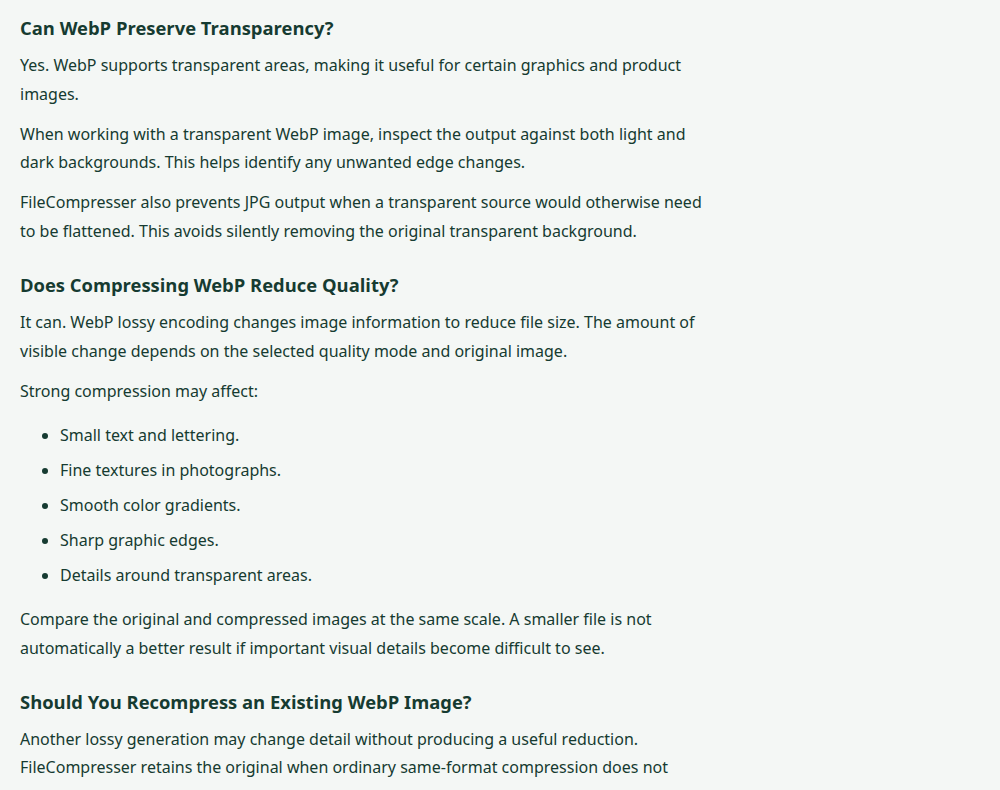 Can WebP Preserve Transparency?
Yes. WebP supports transparent areas, making it useful for certain graphics and product
images.
When working with a transparent WebP image, inspect the output against both light and
dark backgrounds. This helps identify any unwanted edge changes.
FileCompresser also prevents JPG output when a transparent source would otherwise need
to be flattened. This avoids silently removing the original transparent background.
Does Compressing WebP Reduce Quality?
It can. WebP lossy encoding changes image information to reduce file size. The amount of
visible change depends on the selected quality mode and original image.
Strong compression may affect:
• Small text and lettering.
• Fine textures in photographs.
• Smooth color gradients.
• Sharp graphic edges.
• Details around transparent areas.
Compare the original and compressed images at the same scale. A smaller file is not
automatically a better result if important visual details become difficult to see.
Should You Recompress an Existing WebP Image?
Another lossy generation may change detail without producing a useful reduction.
FileCompresser retains the original when ordinary same-format compression does not